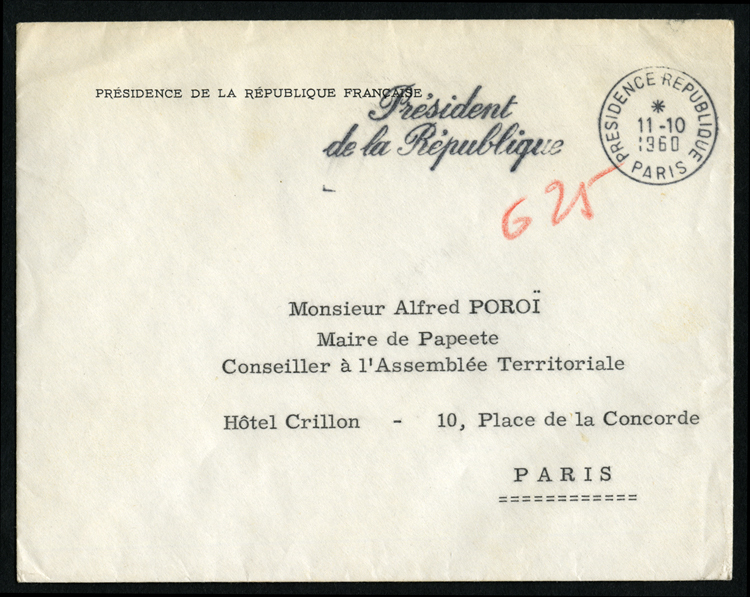 PRÉSIDENCE DE LA RÉPUBLIQUE FRANÇAISE
Président
de la République
PRESIDENCE REPUBLIQUE
*
11-10
1960
PARIS
G 25
Monsieur Alfred POROÏ
Maire de Papeete
Conseiller à l'Assemblée Territoriale
Hôtel Crillon - 10, Place de la Concorde
PARIS
============